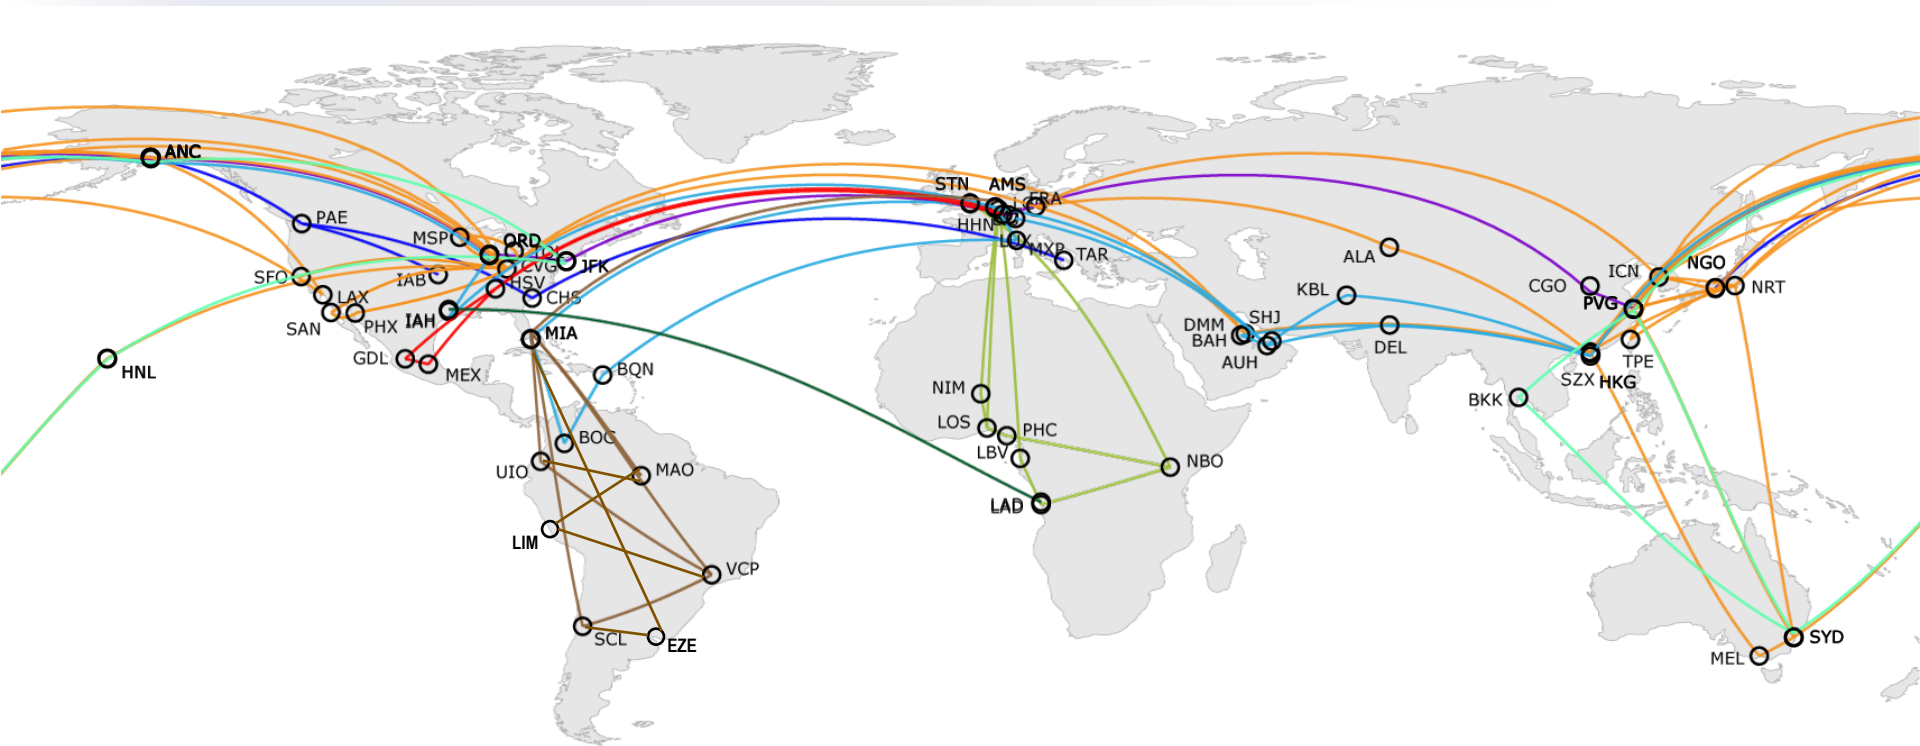 ANC
STN
AMS
FRA
HHN
LUX
MXP
TAR
PAE
MSP
ORD
CVG
JFK
SFO
IAB
HSV
CHS
LAX
SAN
PHX
IAH
MIA
GDL
MEX
HNL
BQN
BOG
UIO
MAO
LIM
VCP
SCL
EZE
NIM
LOS
PHC
LBV
NBO
LAD
ALA
KBL
DMM
SHJ
BAH
AUH
DEL
CGO
ICN
NGO
NRT
PVG
TPE
SZX
HKG
BKK
MEL
SYD